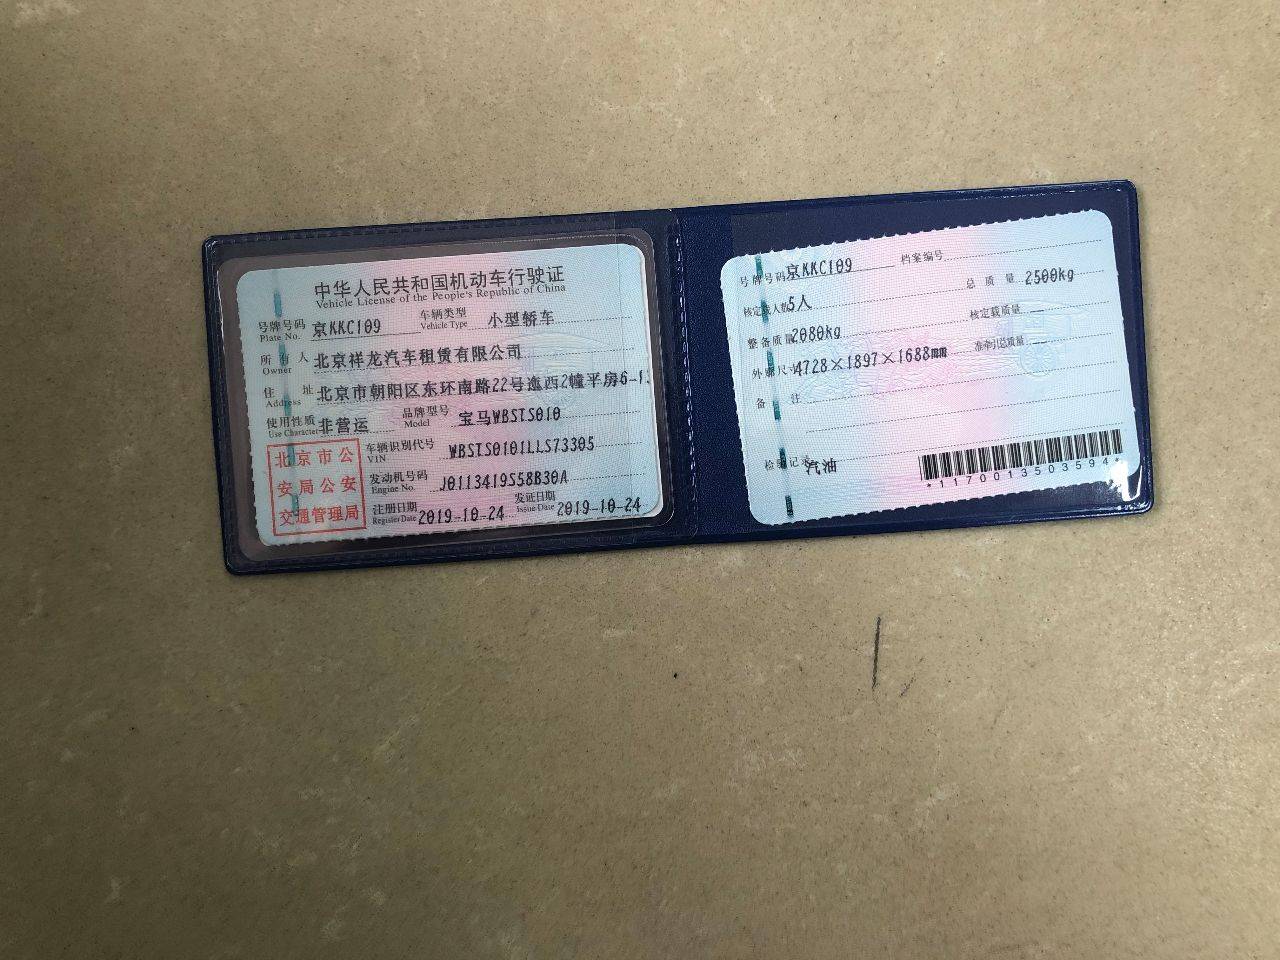 中华人民共和国机动车行驶证
Vehicle License of the People's Republic of China
号牌号码 京KKC109 车辆类型 小型轿车
Plate No. Vehicle Type
所有人 北京祥龙汽车租赁有限公司
Owner
住址 北京市朝阳区东环南路22号逸西2幢平房6-1.
Address
使用性质 非营运 品牌型号 宝马WBSTS010
Use Character Model
车辆识别代号 WBSTS0101LLS73305
VIN
发动机号码 J0113419S58B30A
Engine No.
注册日期 2019-10-24 发证日期 2019-10-24
Register Date Issue Date
北京市公
安局公安
交通管理局
号牌号码 京KKC109 档案编号
核定载人数 5人 总质量 2500kg
整备质量 2080kg 核定载质量 --
外廓尺寸 4728×1897×1688mm 准牵引总质量 --
备注
检验记录 汽油
*1170013503594*